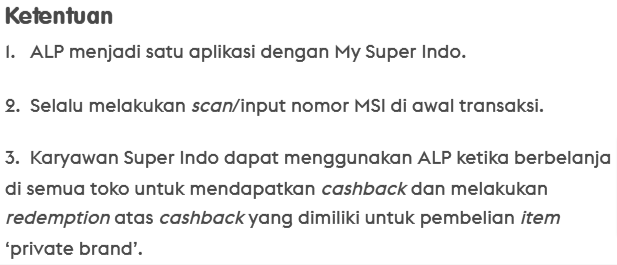 Ketentuan
1. ALP menjadi satu aplikasi dengan My Super Indo.
2. Selalu melakukan scan/input nomor MSI di awal transaksi.
3. Karyawan Super Indo dapat menggunakan ALP ketika berbelanja
di semua toko untuk mendapatkan cashback dan melakukan
redemption atas cashback yang dimiliki untuk pembelian item
‘private brand’.